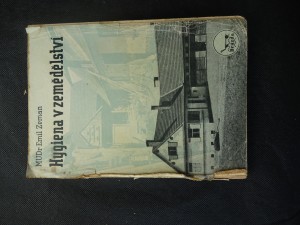 MUDr Emil Zeman
Hygiena v zemědělství